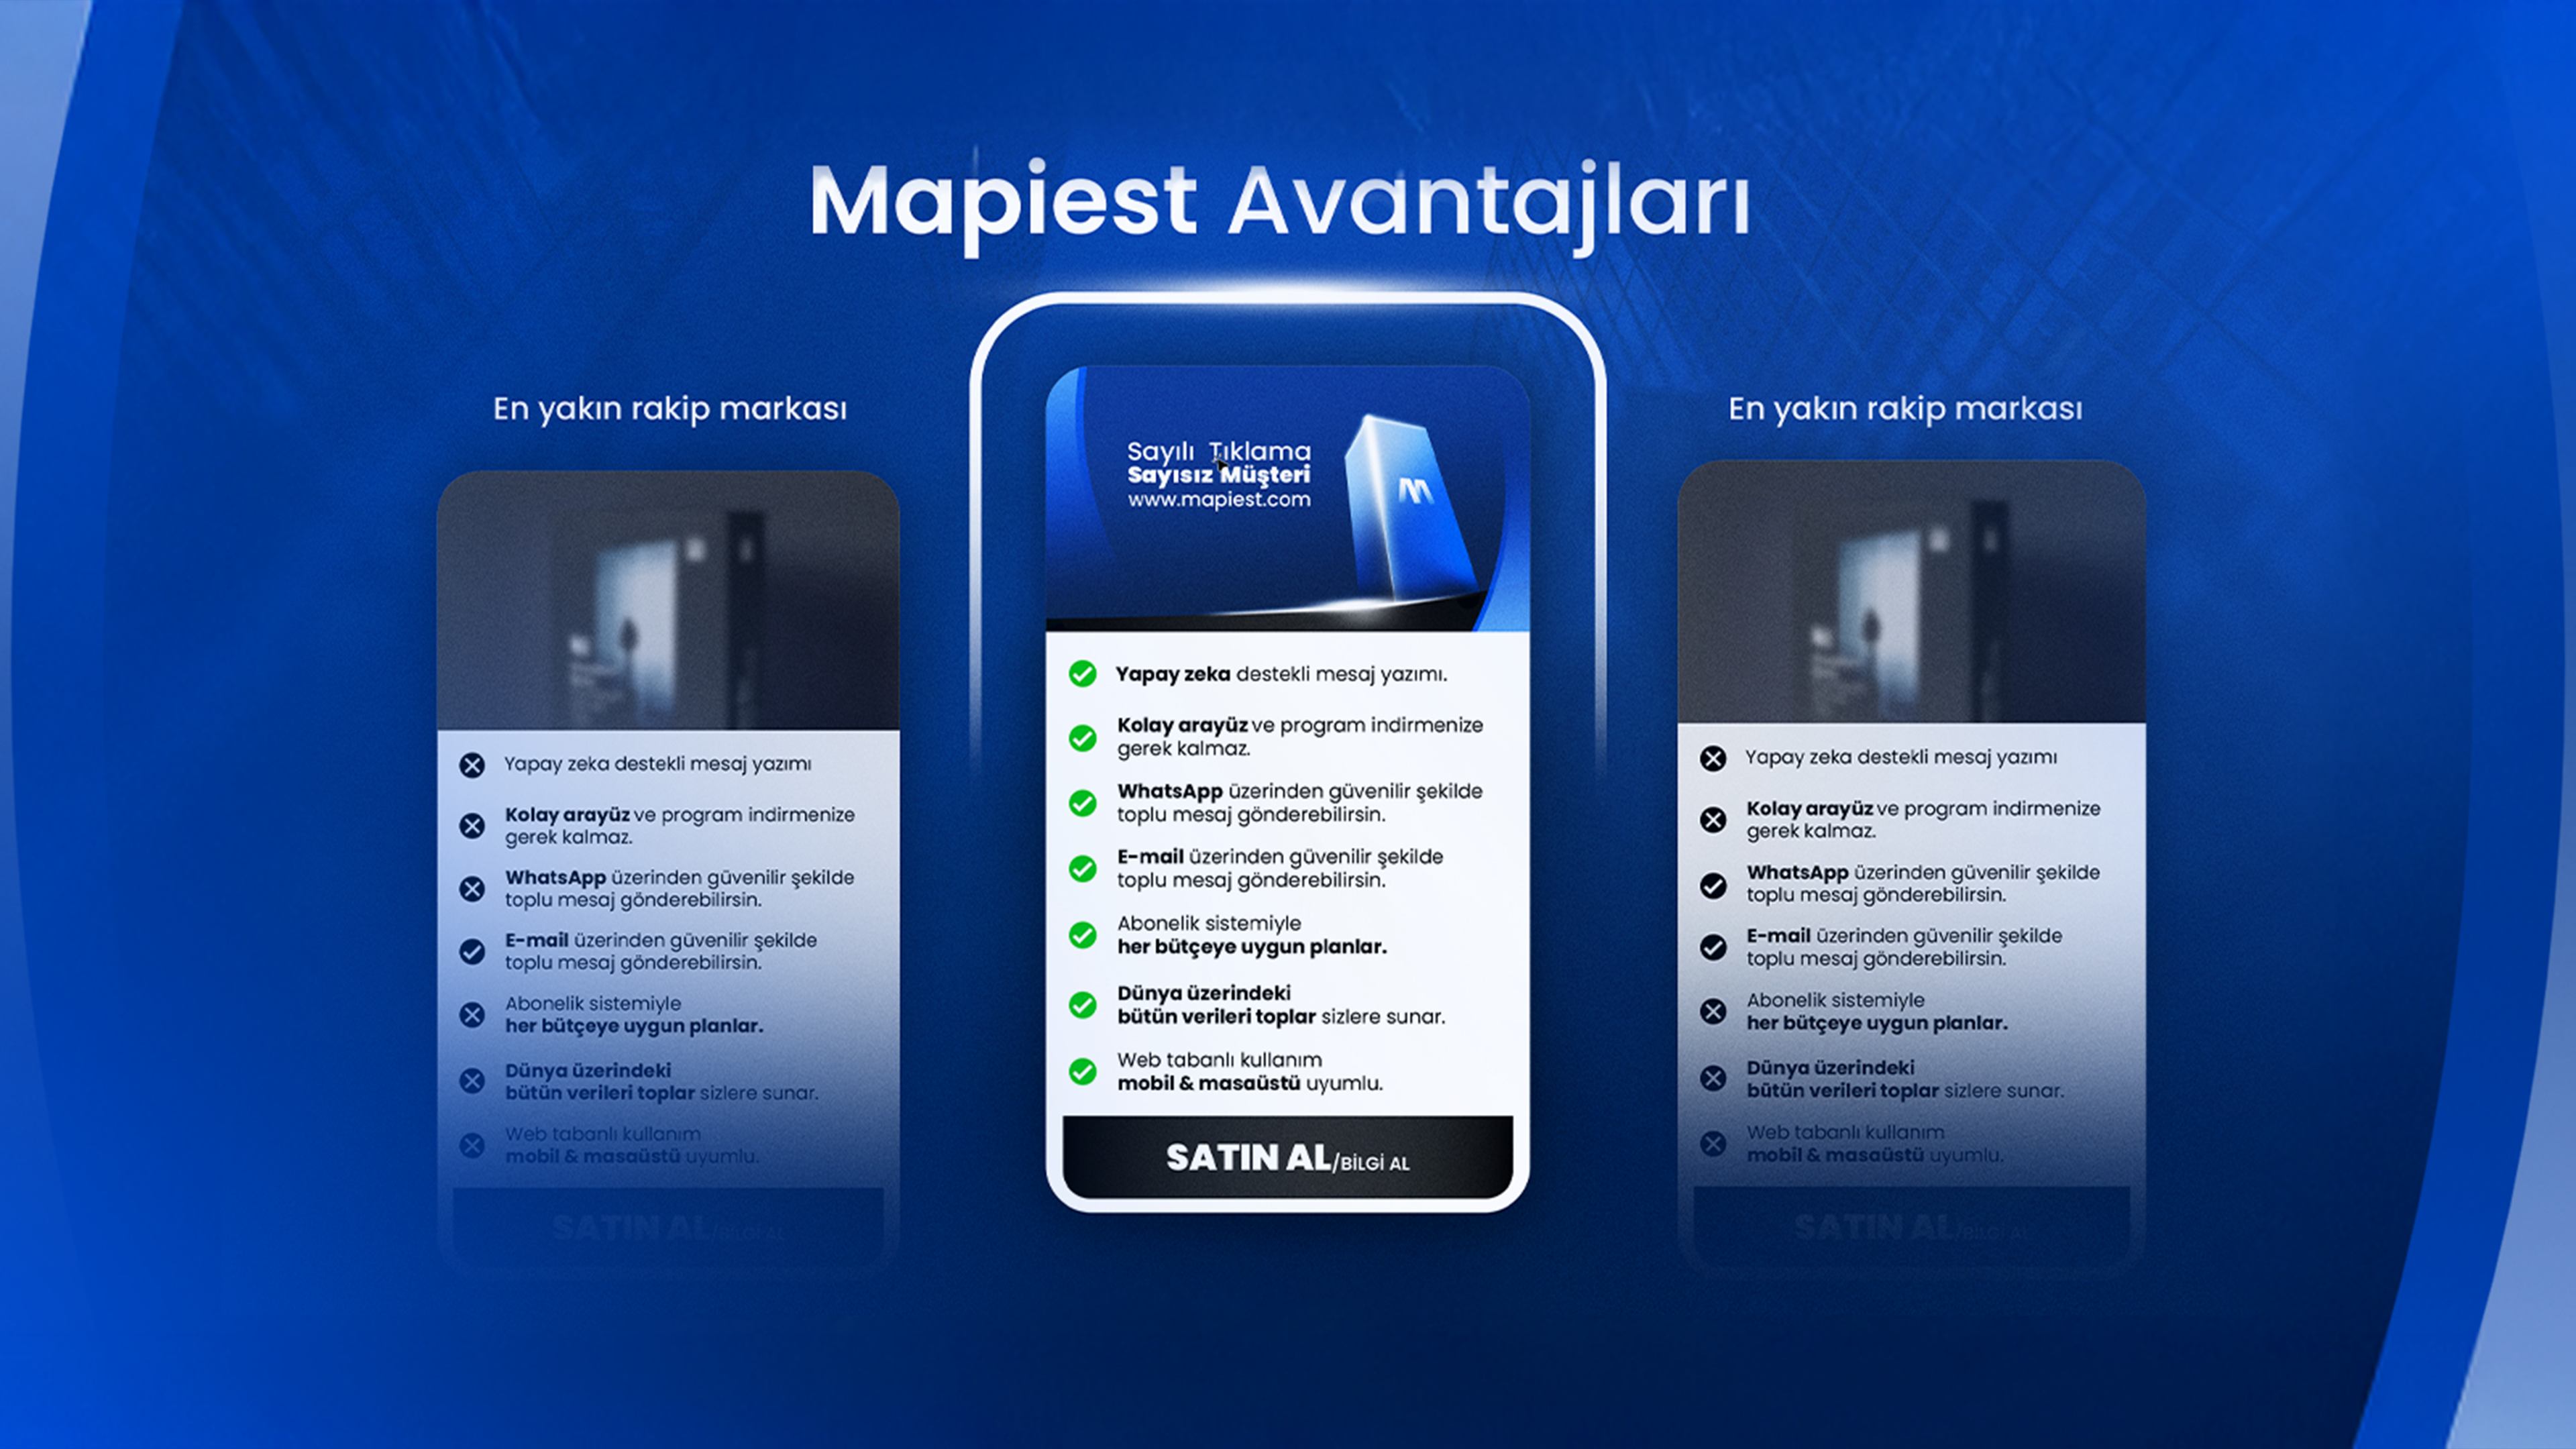 Mapiest Avantajları
En yakın rakip markası
Yapay zeka destekli mesaj yazımı
Kolay arayüz ve program indirmenize
gerek kalmaz.
WhatsApp üzerinden güvenilir şekilde
toplu mesaj gönderebilirsin.
E-mail üzerinden güvenilir şekilde
toplu mesaj gönderebilirsin.
Abonelik sistemiyle
her bütçeye uygun planlar.
Dünya üzerindeki
bütün verileri toplar sizlere sunar.
Web tabanlı kullanım
mobil & masaüstü uyumlu.
SATIN AL/BİLGİ AL
Sayılı Tıklama
Sayısız Müşteri
www.mapiest.com
Yapay zeka destekli mesaj yazımı.
Kolay arayüz ve program indirmenize
gerek kalmaz.
WhatsApp üzerinden güvenilir şekilde
toplu mesaj gönderebilirsin.
E-mail üzerinden güvenilir şekilde
toplu mesaj gönderebilirsin.
Abonelik sistemiyle
her bütçeye uygun planlar.
Dünya üzerindeki
bütün verileri toplar sizlere sunar.
Web tabanlı kullanım
mobil & masaüstü uyumlu.
SATIN AL/BİLGİ AL
En yakın rakip markası
Yapay zeka destekli mesaj yazımı
Kolay arayüz ve program indirmenize
gerek kalmaz.
WhatsApp üzerinden güvenilir şekilde
toplu mesaj gönderebilirsin.
E-mail üzerinden güvenilir şekilde
toplu mesaj gönderebilirsin.
Abonelik sistemiyle
her bütçeye uygun planlar.
Dünya üzerindeki
bütün verileri toplar sizlere sunar.
Web tabanlı kullanım
mobil & masaüstü uyumlu.
SATIN AL/BİLGİ AL